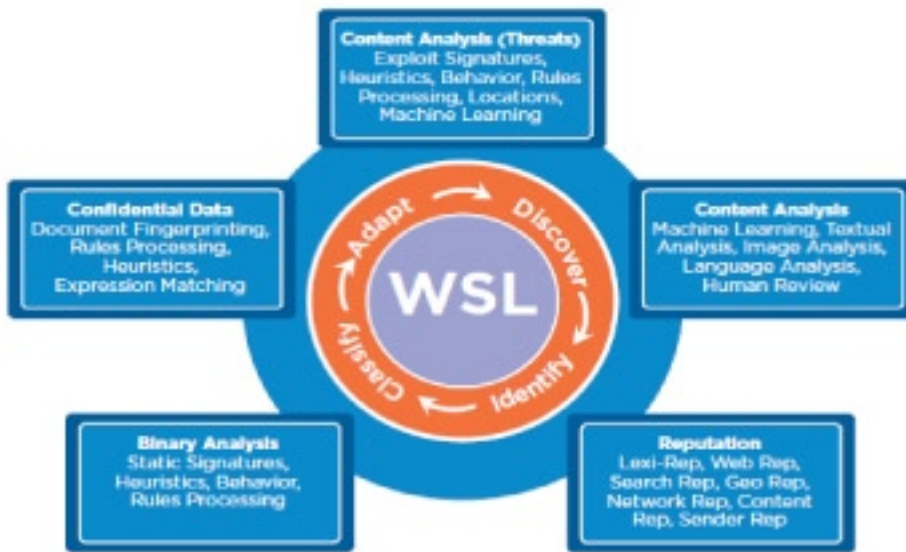 Content Analysis (Threats)
Exploit Signatures,
Heuristics, Behavior, Rules
Processing, Locations,
Machine Learning
Confidential Data
Document Fingerprinting,
Rules Processing,
Heuristics,
Expression Matching
Content Analysis
Machine Learning, Textual
Analysis, Image Analysis,
Language Analysis,
Human Review
Adapt
Discover
Identify
Classify
WSL
Binary Analysis
Static Signatures,
Heuristics, Behavior,
Rules Processing
Reputation
Lexi-Rep, Web Rep,
Search Rep, Geo Rep,
Network Rep, Content
Rep, Sender Rep